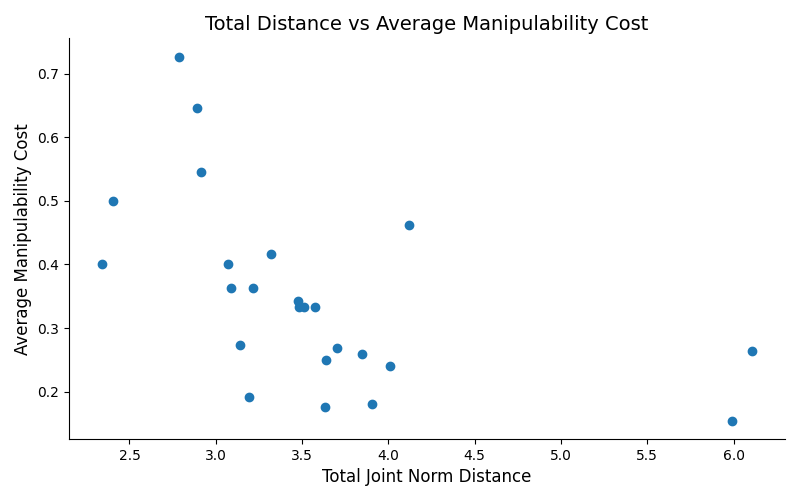 Total Distance vs Average Manipulability Cost
Average Manipulability Cost
0.7
0.6
0.5
0.4
0.3
0.2
2.5 3.0 3.5 4.0 4.5 5.0 5.5 6.0
Total Joint Norm Distance